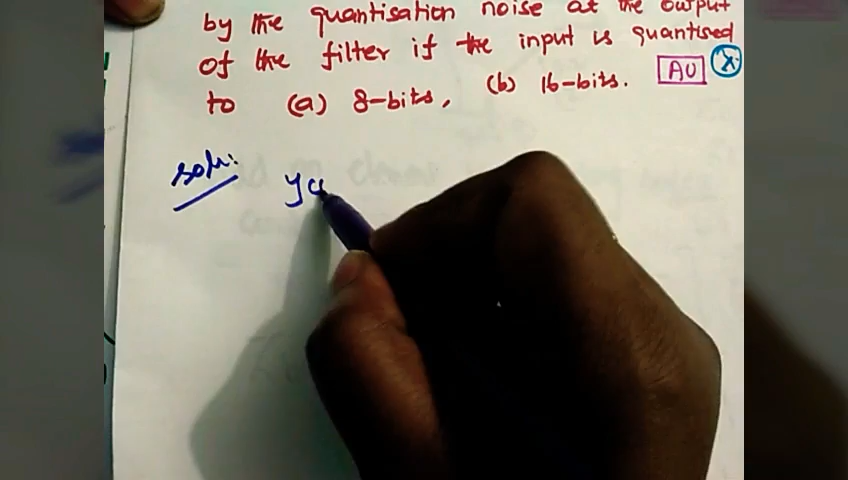 by the quantisation noise at the output
of the filter if the input is quantised
to (a) 8-bits, (b) 16-bits. AU X
soln:
y